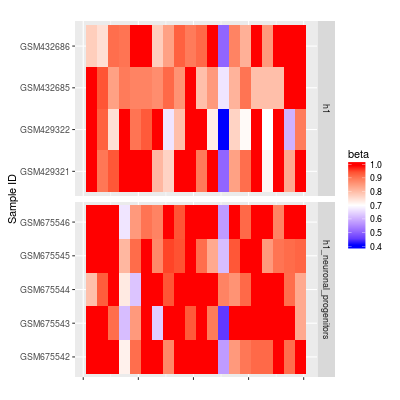 GSM432686
GSM432685
GSM429322
GSM429321
h1
GSM675546
GSM675545
GSM675544
GSM675543
GSM675542
h1_neuronal_progenitors
Sample ID
beta
1.0
0.9
0.8
0.7
0.6
0.5
0.4